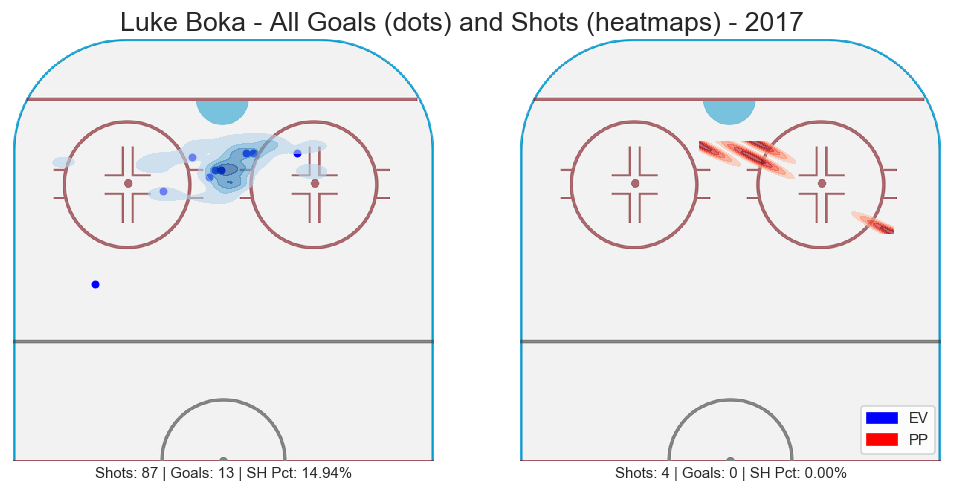 Luke Boka - All Goals (dots) and Shots (heatmaps) - 2017
EV
PP
Shots: 87 | Goals: 13 | SH Pct: 14.94%
Shots: 4 | Goals: 0 | SH Pct: 0.00%